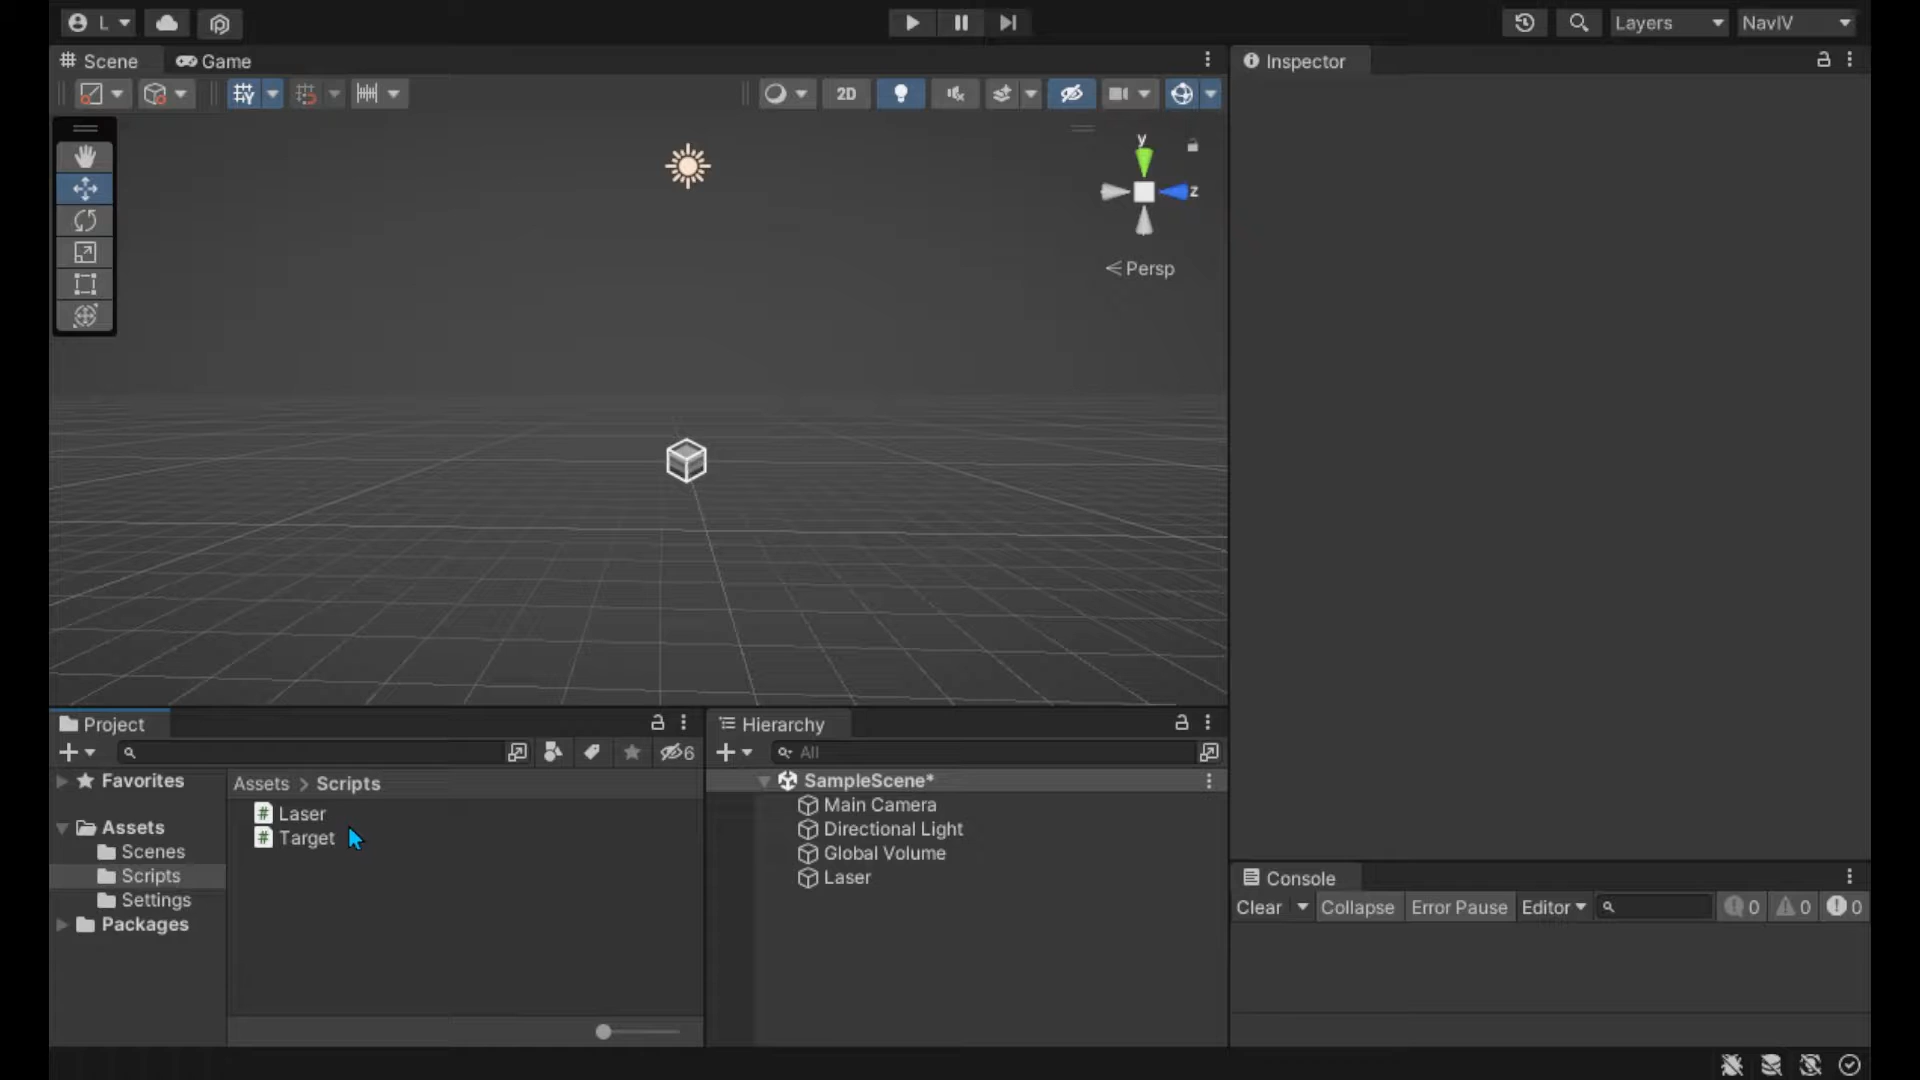 L
Layers
NavIV
Scene
Game
Inspector
2D
y
z
Persp
Project
Hierarchy
6
All
Favorites
Assets > Scripts
SampleScene*
Laser
Main Camera
Assets
Target
Directional Light
Scenes
Global Volume
Scripts
Laser
Console
Settings
Clear
Collapse
Error Pause
Editor
0
0
0
Packages